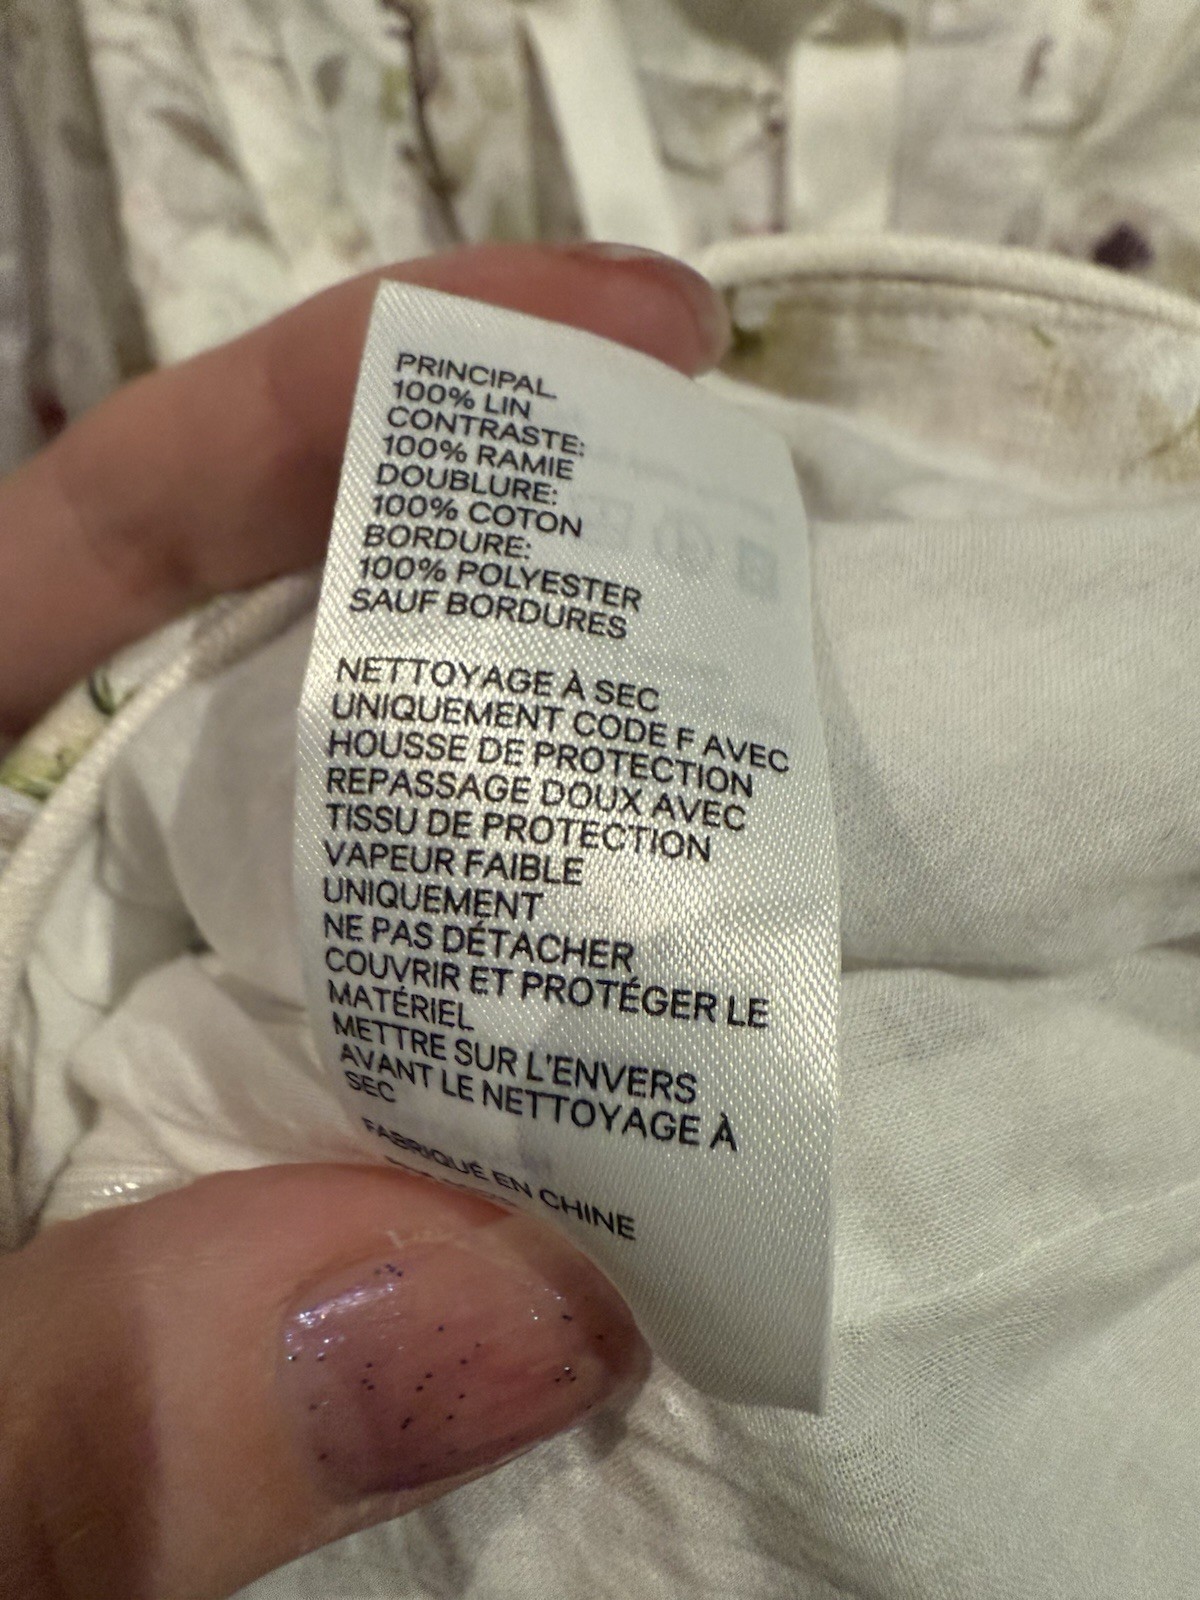 PRINCIPAL
100% LIN
CONTRASTE:
100% RAMIE
DOUBLURE:
100% COTON
BORDURE:
100% POLYESTER
SAUF BORDURES
NETTOYAGE À SEC
UNIQUEMENT CODE F AVEC
HOUSSE DE PROTECTION
REPASSAGE DOUX AVEC
TISSU DE PROTECTION
VAPEUR FAIBLE
UNIQUEMENT
NE PAS DÉTACHER
COUVRIR ET PROTÉGER LE
MATÉRIEL
METTRE SUR L'ENVERS
AVANT LE NETTOYAGE À
SEC
FABRIQUÉ EN CHINE